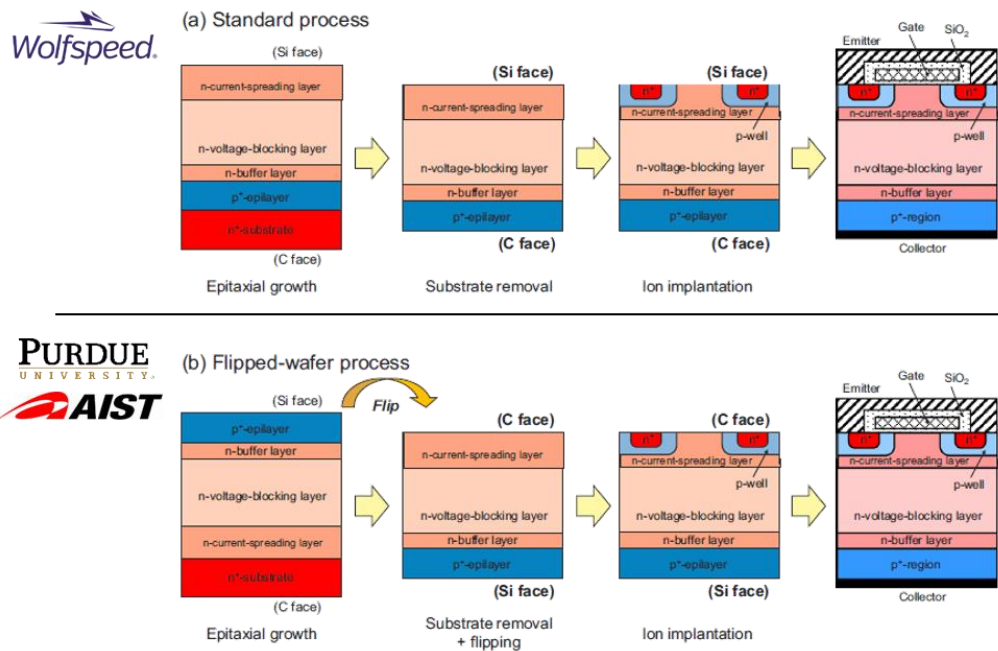 Wolfspeed®
(a) Standard process
(Si face)
n-current-spreading layer
n-voltage-blocking layer
n-buffer layer
p⁺-epilayer
n⁺-substrate
(C face)
Epitaxial growth
(Si face)
n-current-spreading layer
n-voltage-blocking layer
n-buffer layer
p⁺-epilayer
(C face)
Substrate removal
(Si face)
n⁺
n⁺
n-current-spreading layer
p-well
n-voltage-blocking layer
n-buffer layer
p⁺-epilayer
(C face)
Ion implantation
Emitter
Gate
SiO₂
n⁺
n⁺
n-current-spreading layer
p-well
n-voltage-blocking layer
n-buffer layer
p⁺-region
Collector
PURDUE
UNIVERSITY
AIST
(b) Flipped-wafer process
(Si face)
p⁺-epilayer
n-buffer layer
n-voltage-blocking layer
n-current-spreading layer
n⁺-substrate
(C face)
Epitaxial growth
Flip
(C face)
n-current-spreading layer
n-voltage-blocking layer
n-buffer layer
p⁺-epilayer
(Si face)
Substrate removal
+ flipping
(C face)
n⁺
n⁺
n-current-spreading layer
p-well
n-voltage-blocking layer
n-buffer layer
p⁺-epilayer
(Si face)
Ion implantation
Emitter
Gate
SiO₂
n⁺
n⁺
n-current-spreading layer
p-well
n-voltage-blocking layer
n-buffer layer
p⁺-region
Collector